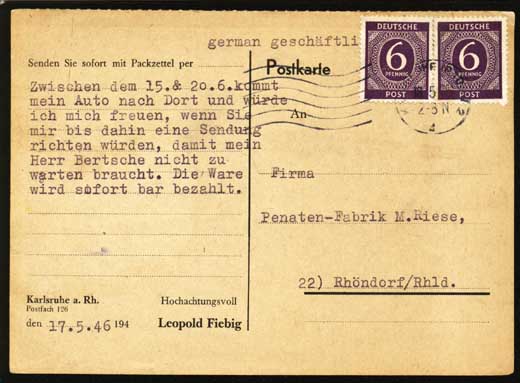 german geschäftli
DEUTSCHE
6
PFENNIG
POST
DEUTSCHE
6
PFENNIG
POST
Senden Sie sofort mit Packzettel per
Postkarte
Zwischen dem 15.& 20.6.kommt
mein Auto nach Dort und würde
ich mich freuen, wenn Sie
mir bis dahin eine Sendung
richten würden, damit mein
Herr Bertsche nicht zu
warten braucht. Die Ware
wird sofort bar bezahlt.
An
Firma
Penaten-Fabrik M.Riese,
22) Rhöndorf/Rhld.
Karlsruhe a. Rh.
Postfach 126
Hochachtungsvoll
den 17.5.46 194
Leopold Fiebig